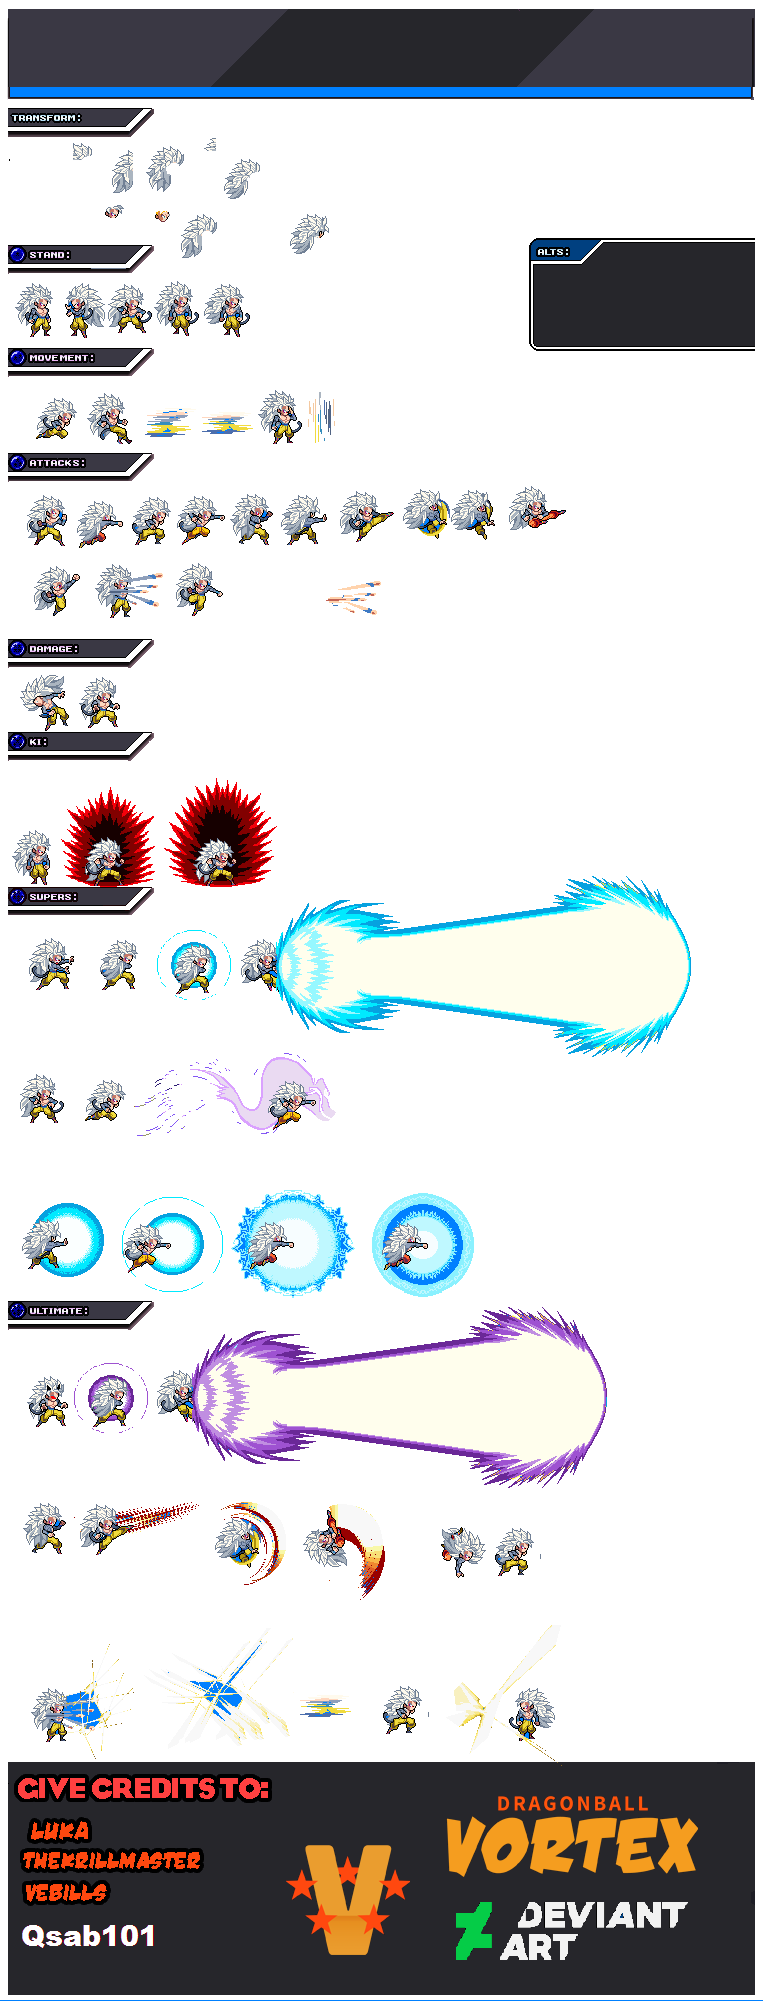 TRANSFORM:
STAND:
ALTS:
MOVEMENT:
ATTACKS:
DAMAGE:
KI:
SUPERS:
ULTIMATE:
GIVE CREDITS TO:
LUKA
THEKRILLMASTER
VEBILLS
Qsab101
V
DRAGONBALL
VORTEX
DEVIANT
ART